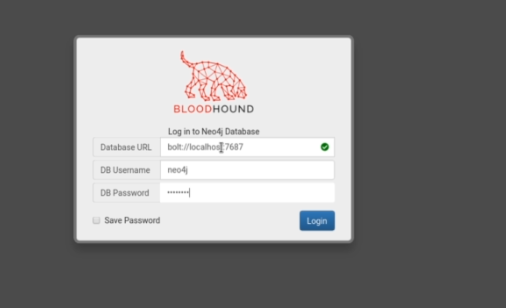 BLOODHOUND
Log in to Neo4j Database
Database URL bolt://localhost:7687
DB Username neo4j
DB Password ••••••••
Save Password Login